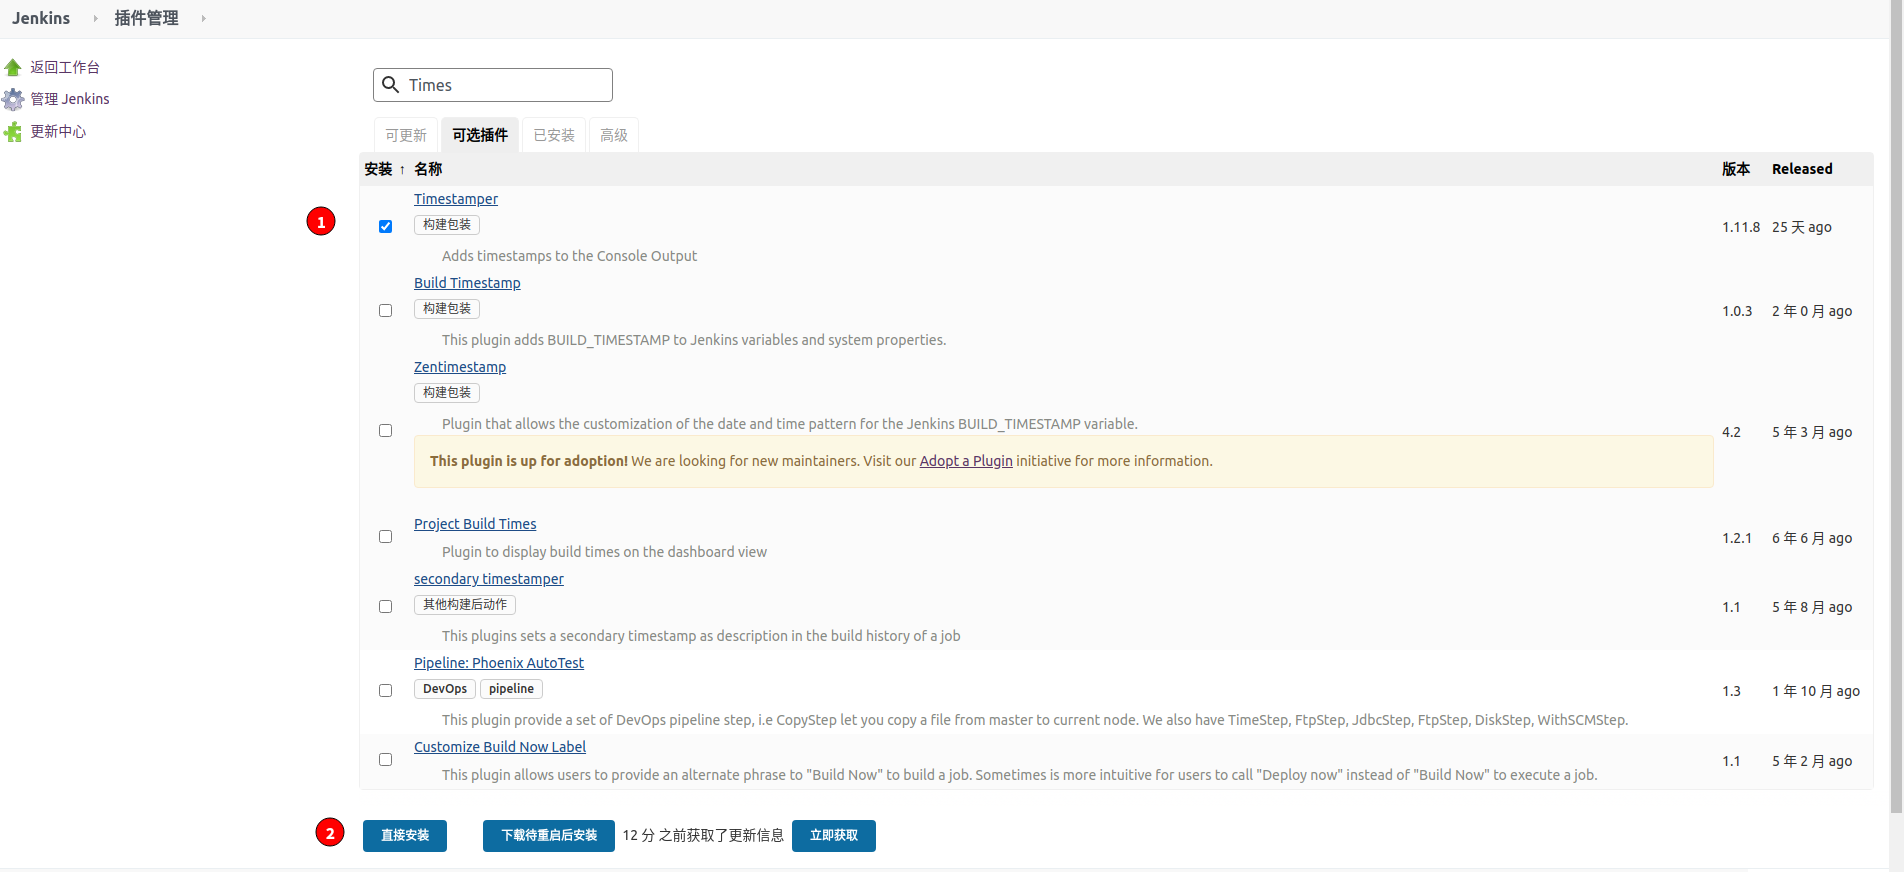 Jenkins 插件管理
返回工作台
管理 Jenkins
更新中心
Times
可更新 可选插件 已安装 高级
安装 ↑ 名称 版本 Released
1
Timestamper
构建包装
Adds timestamps to the Console Output
1.11.8 25 天 ago
Build Timestamp
构建包装
This plugin adds BUILD_TIMESTAMP to Jenkins variables and system properties.
1.0.3 2 年 0 月 ago
Zentimestamp
构建包装
Plugin that allows the customization of the date and time pattern for the Jenkins BUILD_TIMESTAMP variable.
This plugin is up for adoption! We are looking for new maintainers. Visit our Adopt a Plugin initiative for more information.
4.2 5 年 3 月 ago
Project Build Times
Plugin to display build times on the dashboard view
1.2.1 6 年 6 月 ago
secondary timestamper
其他构建后动作
This plugins sets a secondary timestamp as description in the build history of a job
1.1 5 年 8 月 ago
Pipeline: Phoenix AutoTest
DevOps pipeline
This plugin provide a set of DevOps pipeline step, i.e CopyStep let you copy a file from master to current node. We also have TimeStep, FtpStep, JdbcStep, FtpStep, DiskStep, WithSCMStep.
1.3 1 年 10 月 ago
Customize Build Now Label
This plugin allows users to provide an alternate phrase to "Build Now" to build a job. Sometimes is more intuitive for users to call "Deploy now" instead of "Build Now" to execute a job.
1.1 5 年 2 月 ago
2 直接安装 下载待重启后安装 12 分 之前获取了更新信息 立即获取